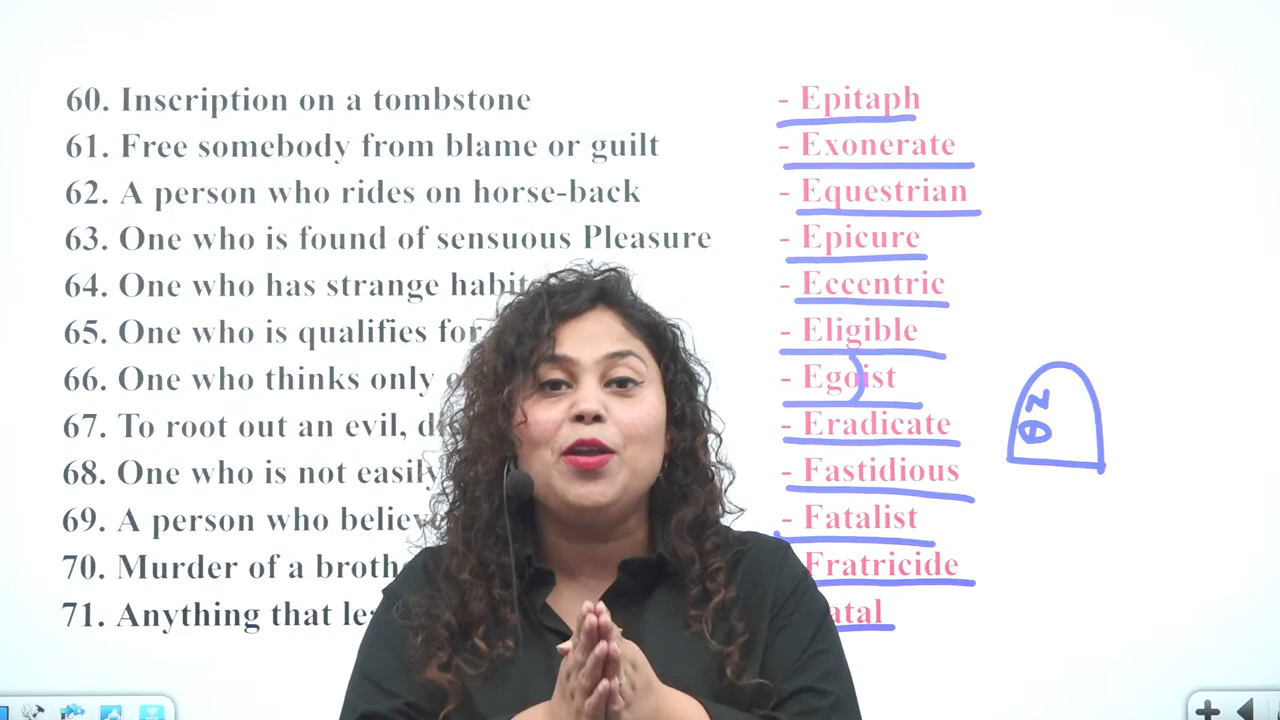 60. Inscription on a tombstone - Epitaph
61. Free somebody from blame or guilt - Exonerate
62. A person who rides on horse-back - Equestrian
63. One who is found of sensuous Pleasure - Epicure
64. One who has strange habit - Eccentric
65. One who is qualifies for - Eligible
66. One who thinks only - Egoist
67. To root out an evil, - Eradicate
68. One who is not easily - Fastidious
69. A person who believe - Fatalist
70. Murder of a broth Fratricide
71. Anything that atal